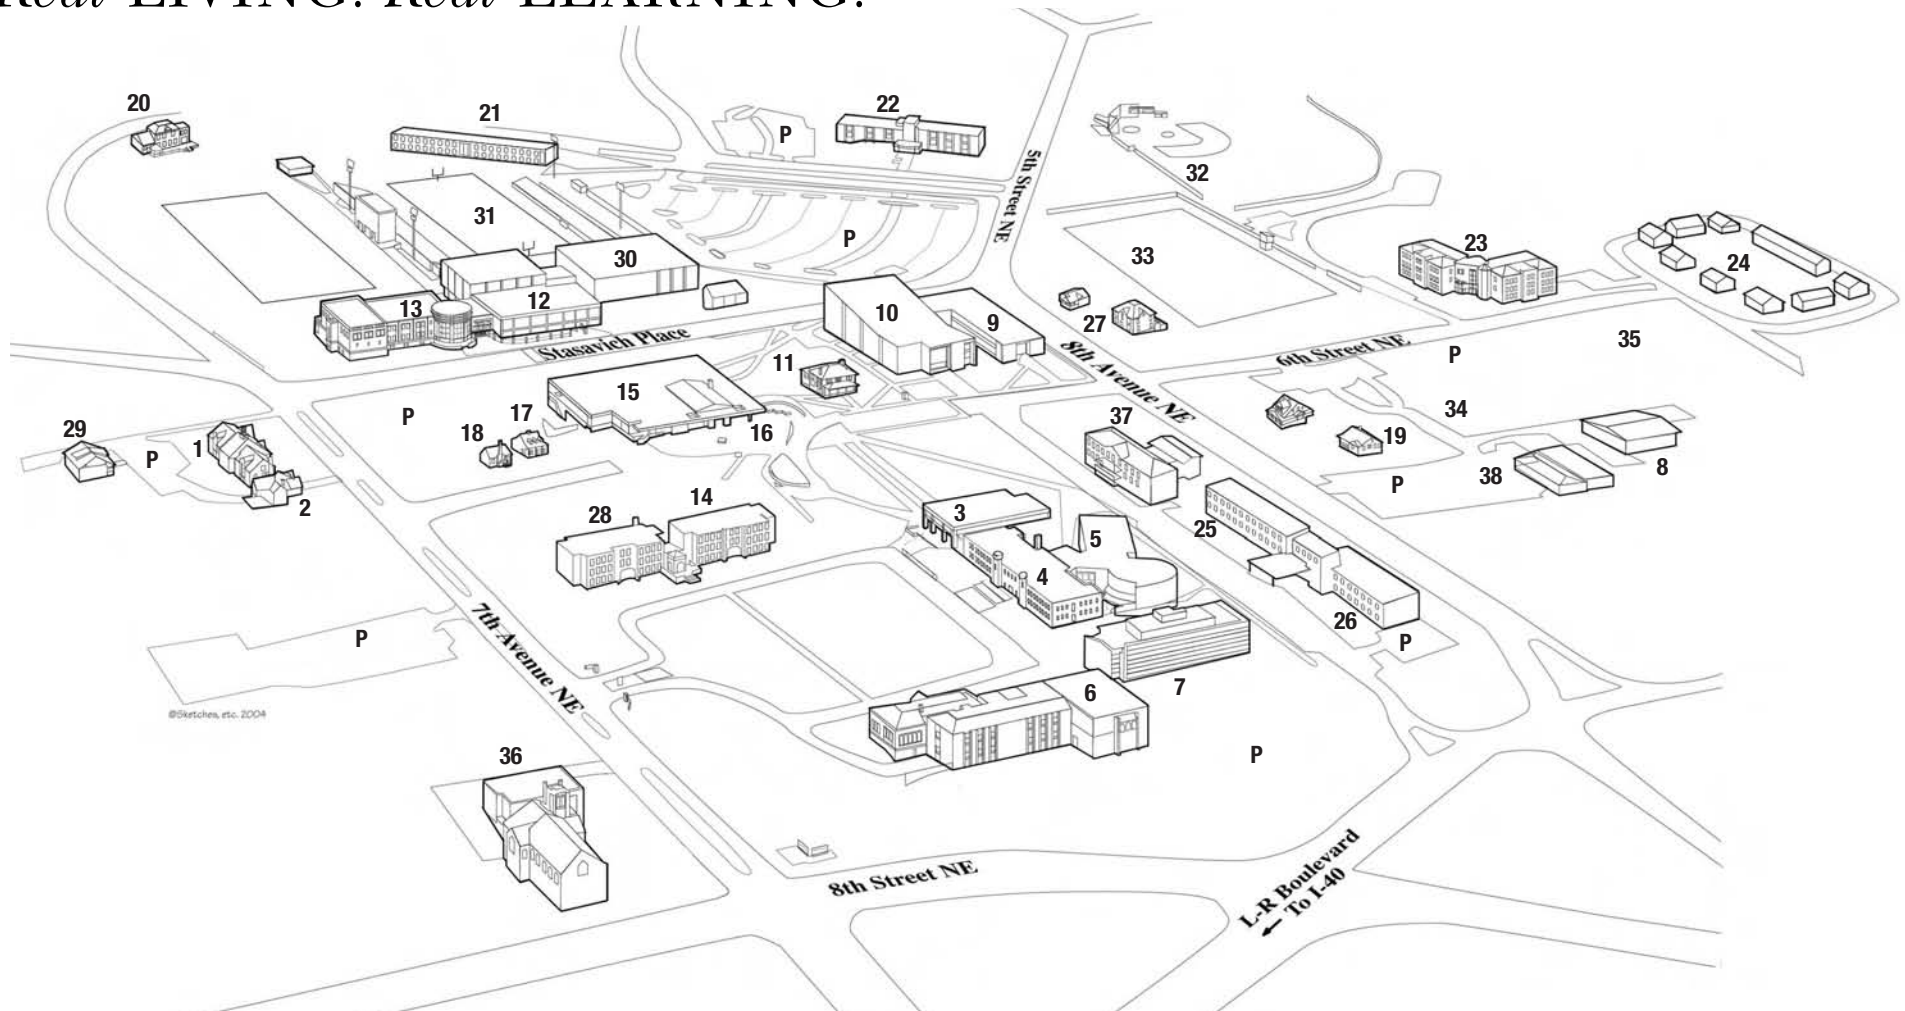 Real LIVING. Real LEARNING.
20
21
22
P
32
31
5th Street NE
P
33
30
23
24
13
12
10
9
27
Stasavich Place
8th Avenue NE
6th Street NE
P
35
11
15
P
17
16
37
34
29
1
P
18
19
38
8
P
2
14
28
3
25
5
4
26
P
7th Avenue NE
P
7
6
©Sketches, etc. 2004
36
P
8th Street NE
L-R Boulevard
To I-40